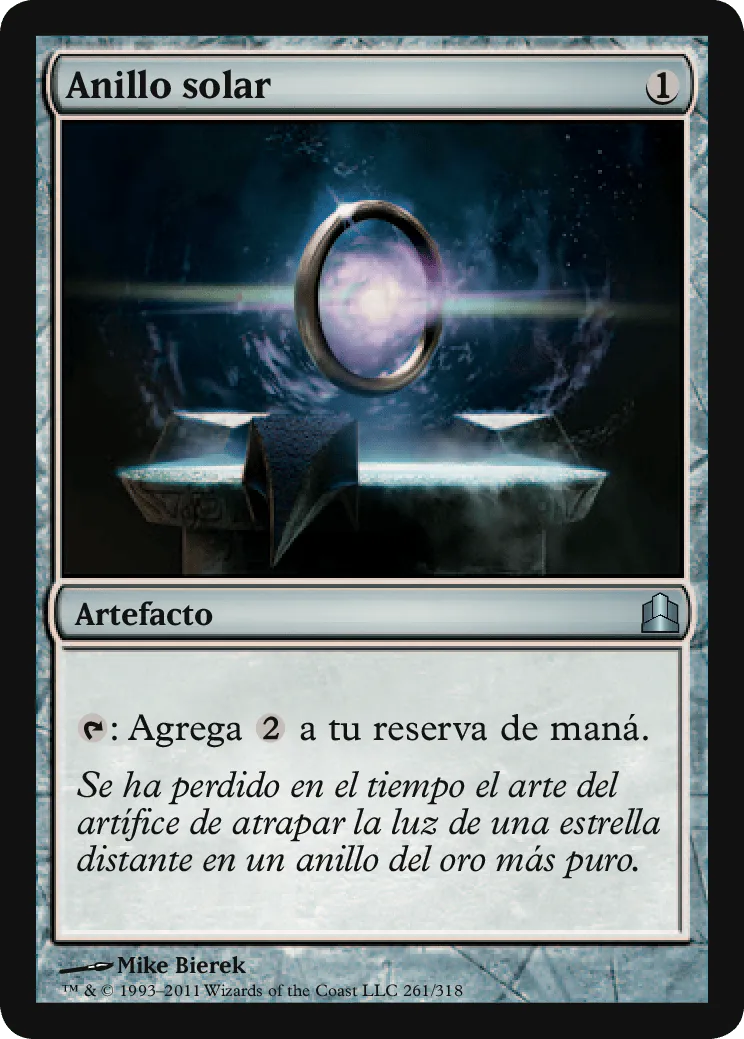 Anillo solar 1
Artefacto
: Agrega 2 a tu reserva de maná.
Se ha perdido en el tiempo el arte del
artífice de atrapar la luz de una estrella
distante en un anillo del oro más puro.
Mike Bierek
™ & © 1993–2011 Wizards of the Coast LLC 261/318